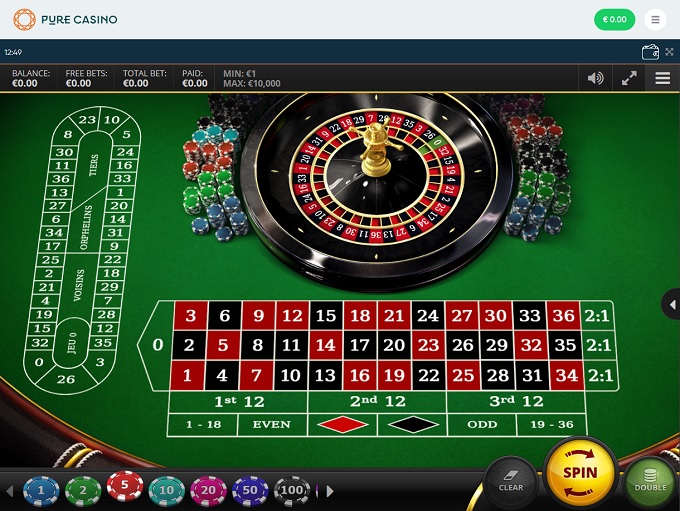 PURE CASINO
€ 0.00
12:49
BALANCE: FREE BETS: TOTAL BET: PAID: MIN: €1
€0.00 €0.00 €0.00 €0.00 MAX: €10,000
23 10
8 5
30 24
11 16
36 33
13 1
27 20
6 14
34 31
17 9
25 22
2 18
21 29
4 7
19 28
15 12
32 35
0 3
26
TIERS
ORPHELINS
VOISINS
JEU 0
3 6 9 12 15 18 21 24 27 30 33 36 2:1
0 2 5 8 11 14 17 20 23 26 29 32 35 2:1
1 4 7 10 13 16 19 22 25 28 31 34 2:1
1st 12 2nd 12 3rd 12
1 - 18 EVEN ODD 19 - 36
1 2 5 10 20 50 100
CLEAR SPIN DOUBLE